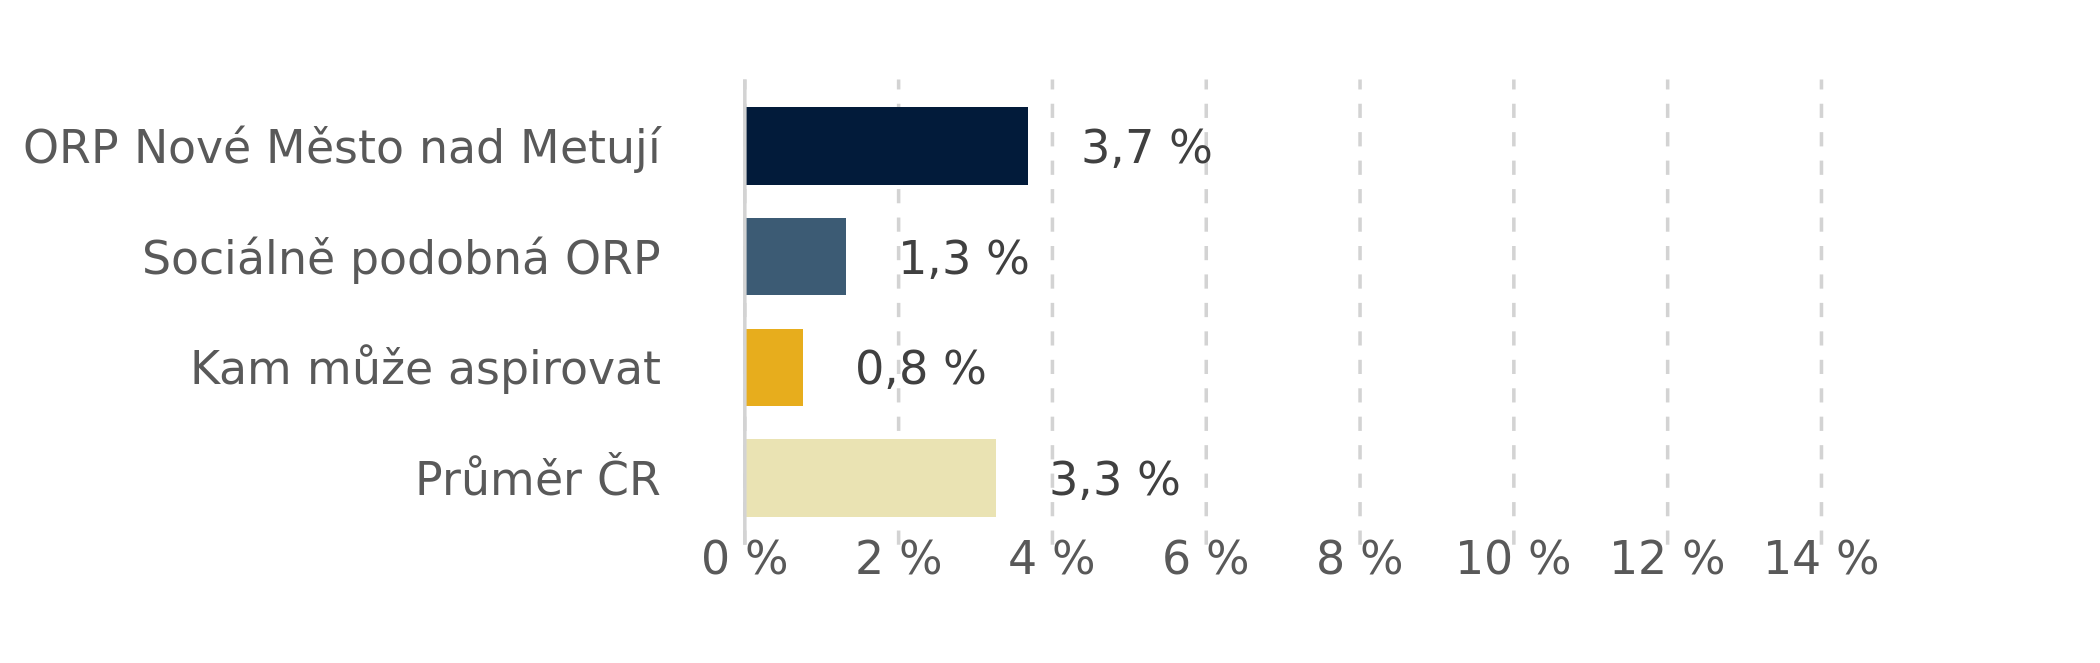 ORP Nové Město nad Metují 3,7 %
Sociálně podobná ORP 1,3 %
Kam může aspirovat 0,8 %
Průměr ČR 3,3 %
0 % 2 % 4 % 6 % 8 % 10 % 12 % 14 %